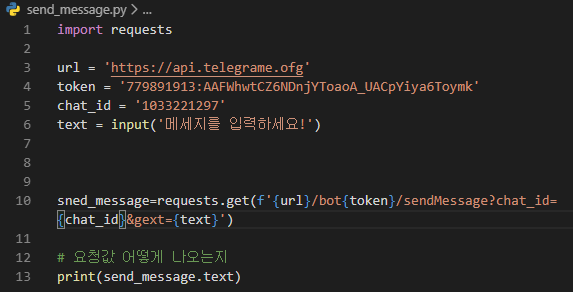 send_message.py > ...
1 import requests
2
3 url = 'https://api.telegrame.ofg'
4 token = '779891913:AAFWhwtCZ6NDnjYToaoA_UACpYiya6Toymk'
5 chat_id = '1033221297'
6 text = input('메세지를 입력하세요!')
7
8
9
10 sned_message=requests.get(f'{url}/bot{token}/sendMessage?chat_id=
{chat_id}&gext={text}')
11
12 # 요청값 어떻게 나오는지
13 print(send_message.text)